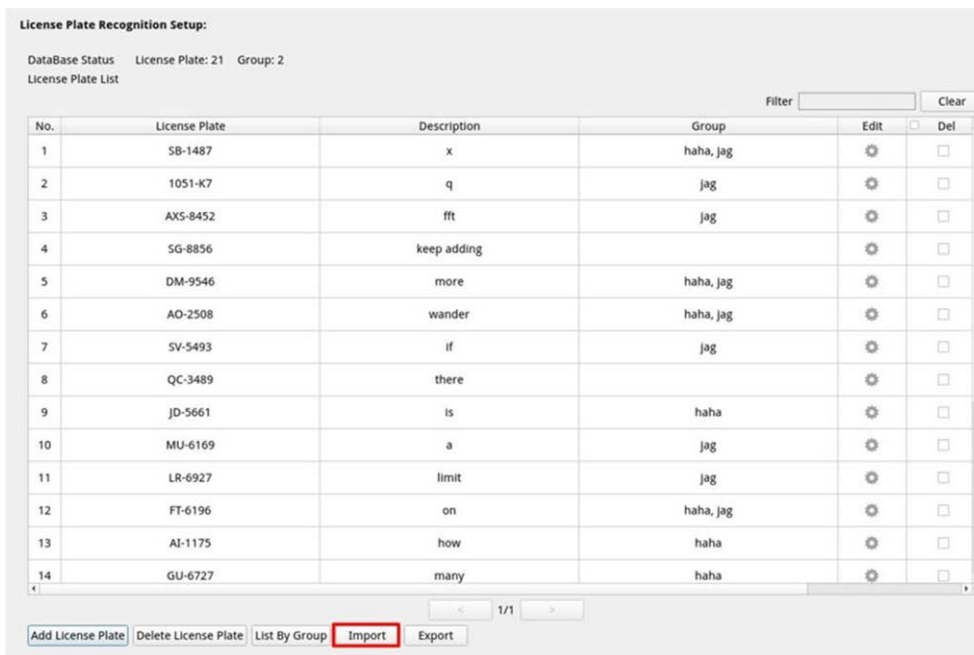 License Plate Recognition Setup:
DataBase Status License Plate: 21 Group: 2
License Plate List
Filter Clear
No. License Plate Description Group Edit Del
1 SB-1487 x haha, jag
2 1051-K7 q jag
3 AXS-8452 fft jag
4 SG-8856 keep adding
5 DM-9546 more haha, jag
6 AO-2508 wander haha, jag
7 SV-5493 if jag
8 QC-3489 there
9 JD-5661 is haha
10 MU-6169 a jag
11 LR-6927 limit jag
12 FT-6196 on haha, jag
13 AI-1175 how haha
14 GU-6727 many haha
< 1/1 >
Add License Plate Delete License Plate List By Group Import Export